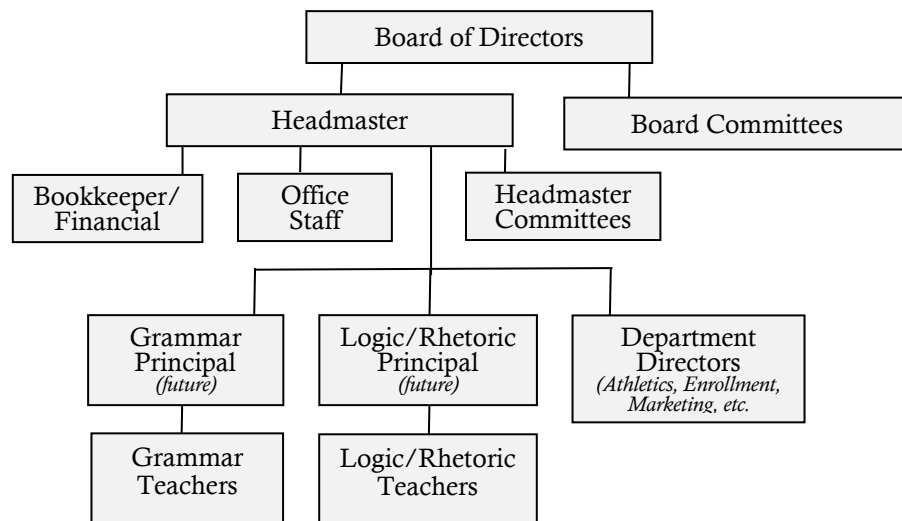 Board of Directors
Headmaster
Board Committees
Bookkeeper/
Financial
Office
Staff
Headmaster
Committees
Grammar
Principal
(future)
Logic/Rhetoric
Principal
(future)
Department
Directors
(Athletics, Enrollment,
Marketing, etc.
Grammar
Teachers
Logic/Rhetoric
Teachers